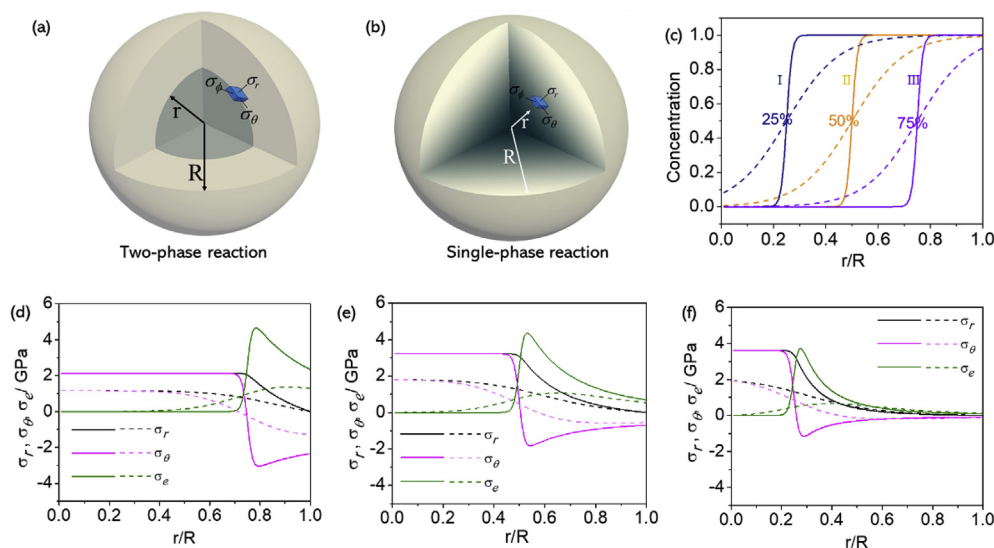 (a)
σϕ
σr
σθ
r
R
Two-phase reaction
(b)
σϕ
σr
σθ
r
R
Single-phase reaction
(c)
Concentration
1.0
0.8
0.6
0.4
0.2
0.0
I
II
III
25%
50%
75%
0.0 0.2 0.4 0.6 0.8 1.0
r/R
(d)
σr, σθ, σe/ GPa
6
4
2
0
-2
-4
σr
σθ
σe
0.0 0.2 0.4 0.6 0.8 1.0
r/R
(e)
σr, σθ, σe/ GPa
6
4
2
0
-2
-4
σr
σθ
σe
0.0 0.2 0.4 0.6 0.8 1.0
r/R
(f)
σr, σθ, σe/ GPa
6
4
2
0
-2
-4
σr
σθ
σe
0.0 0.2 0.4 0.6 0.8 1.0
r/R